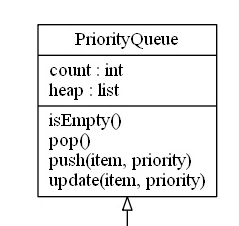 PriorityQueue
count : int
heap : list
isEmpty()
pop()
push(item, priority)
update(item, priority)